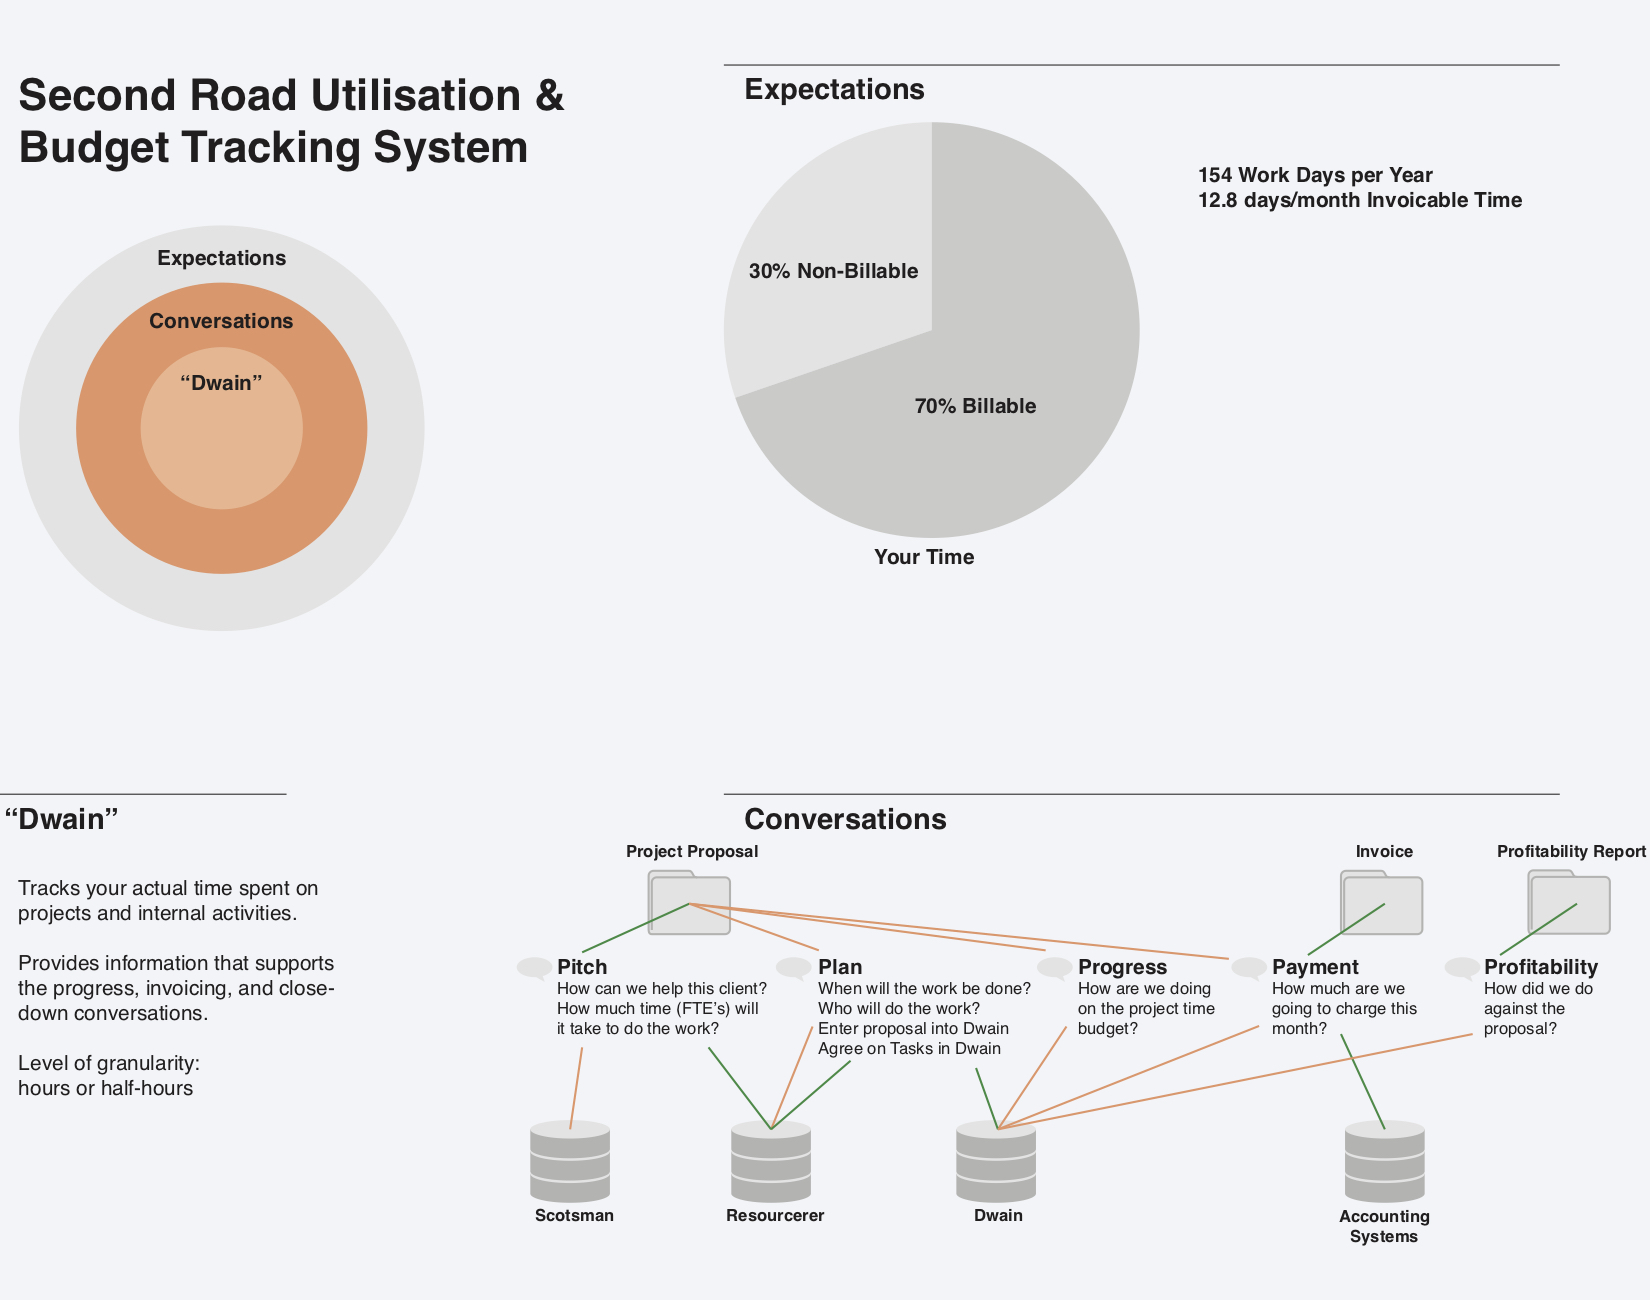 Second Road Utilisation &
Budget Tracking System
Expectations
Conversations
“Dwain”
Expectations
154 Work Days per Year
12.8 days/month Invoicable Time
30% Non-Billable
70% Billable
Your Time
“Dwain”
Tracks your actual time spent on
projects and internal activities.
Provides information that supports
the progress, invoicing, and close-
down conversations.
Level of granularity:
hours or half-hours
Conversations
Project Proposal
Invoice
Profitability Report
Pitch
How can we help this client?
How much time (FTE’s) will
it take to do the work?
Plan
When will the work be done?
Who will do the work?
Enter proposal into Dwain
Agree on Tasks in Dwain
Progress
How are we doing
on the project time
budget?
Payment
How much are we
going to charge this
month?
Profitability
How did we do
against the
proposal?
Scotsman
Resourcerer
Dwain
Accounting
Systems